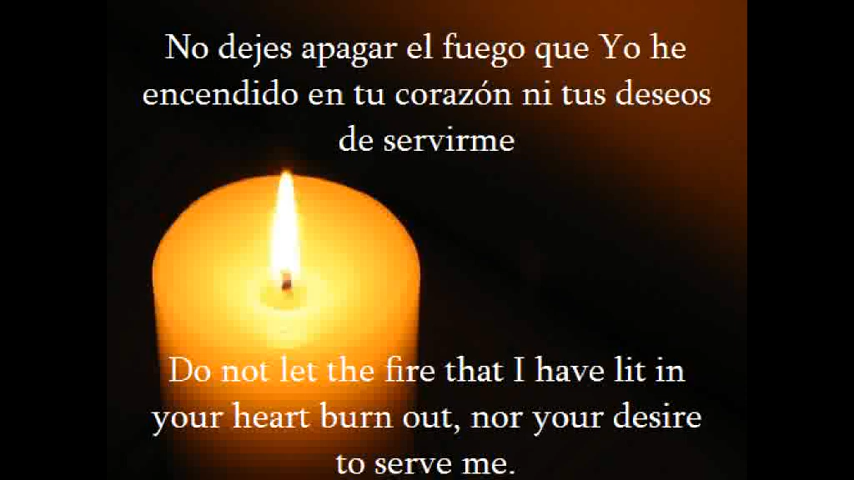 No dejes apagar el fuego que Yo he
encendido en tu corazón ni tus deseos
de servirme
Do not let the fire that I have lit in
your heart burn out, nor your desire
to serve me.